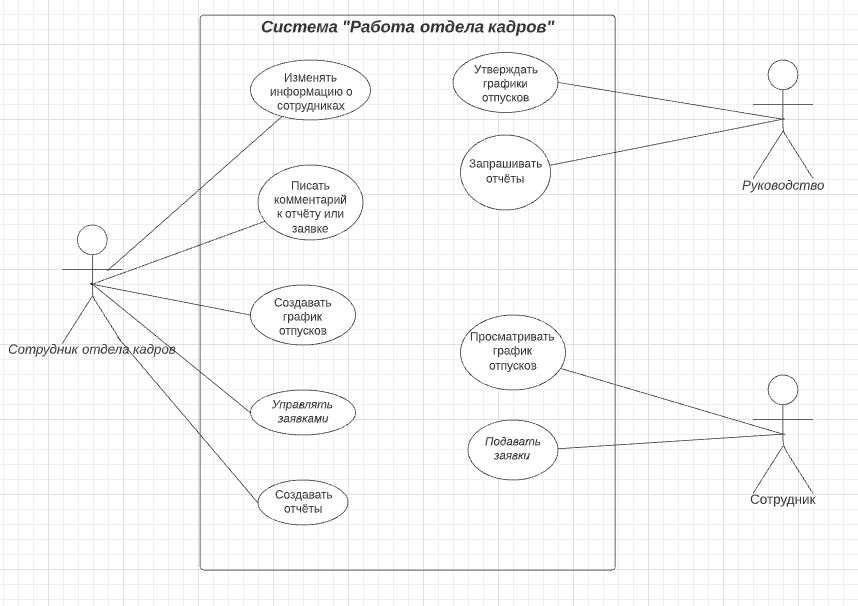 Система "Работа отдела кадров"
Изменять
информацию о
сотрудниках
Писать
комментарий
к отчёту или
заявке
Создавать
график
отпусков
Управлять
заявками
Создавать
отчёты
Утверждать
графики
отпусков
Запрашивать
отчёты
Просматривать
график
отпусков
Подавать
заявки
Сотрудник отдела кадров
Руководство
Сотрудник